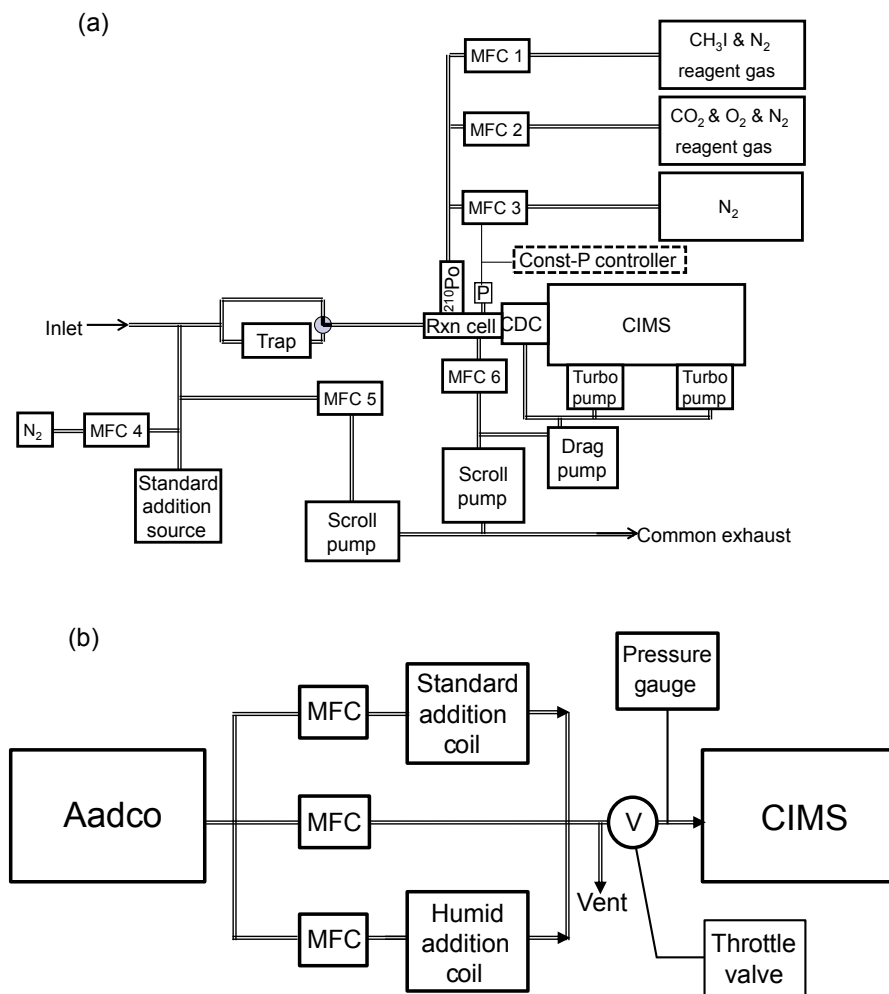 (a)
MFC 1
CH₃I & N₂
reagent gas
MFC 2
CO₂ & O₂ & N₂
reagent gas
MFC 3
N₂
Const-P controller
²¹⁰Po
P
Inlet
Trap
Rxn cell
CDC
CIMS
MFC 6
Turbo
pump
Turbo
pump
MFC 5
N₂
MFC 4
Drag
pump
Standard
addition
source
Scroll
pump
Scroll
pump
Common exhaust
(b)
Pressure
gauge
MFC
Standard
addition
coil
Aadco
MFC
V
CIMS
Vent
MFC
Humid
addition
coil
Throttle
valve